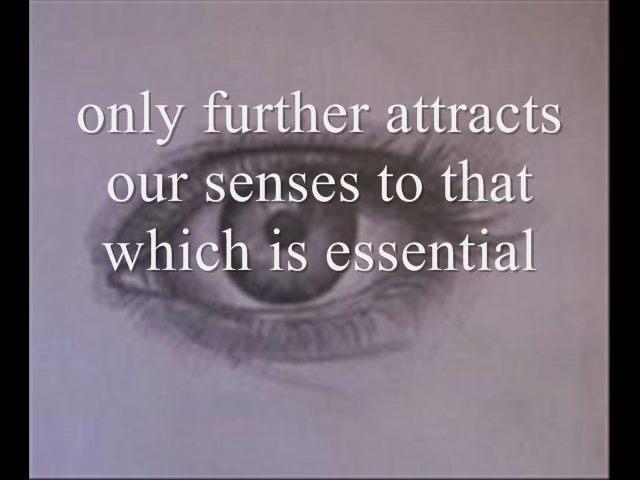 only further attracts
our senses to that
which is essential